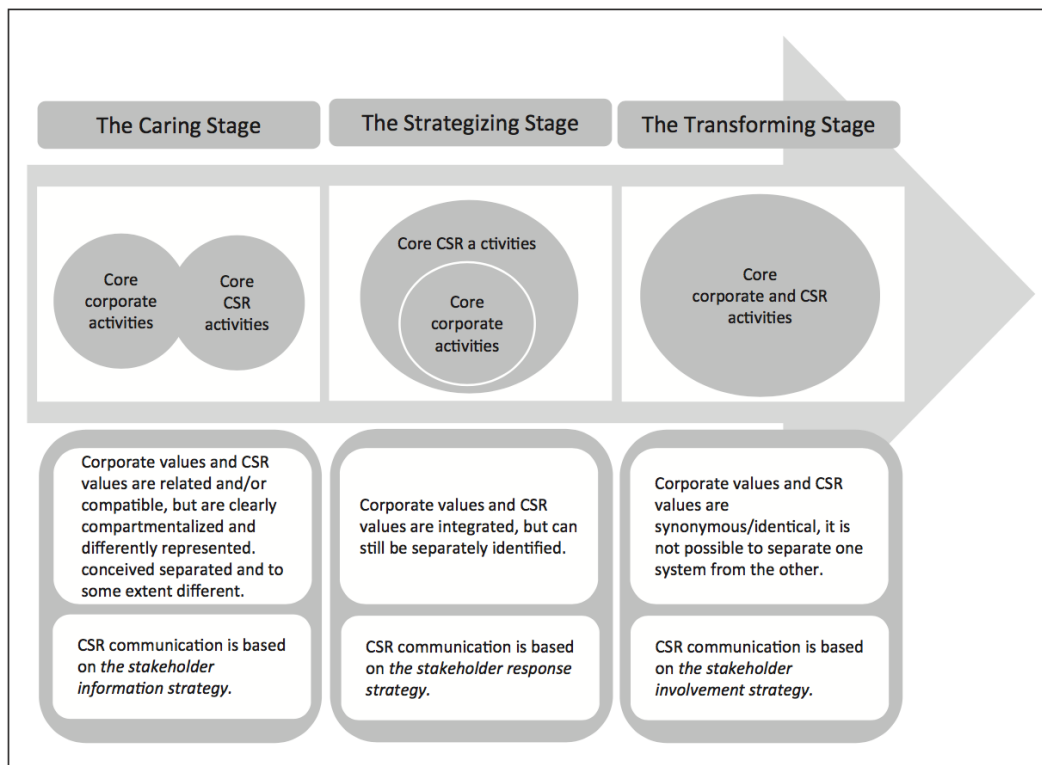 The Caring Stage
The Strategizing Stage
The Transforming Stage
Core
corporate
activities
Core
CSR
activities
Core CSR a ctivities
Core
corporate
activities
Core
corporate and CSR
activities
Corporate values and CSR
values are related and/or
compatible, but are clearly
compartmentalized and
differently represented.
conceived separated and to
some extent different.
Corporate values and CSR
values are integrated, but can
still be separately identified.
Corporate values and CSR
values are
synonymous/identical, it is
not possible to separate one
system from the other.
CSR communication is based
on the stakeholder
information strategy.
CSR communication is based
on the stakeholder response
strategy.
CSR communication is based
on the stakeholder
involvement strategy.